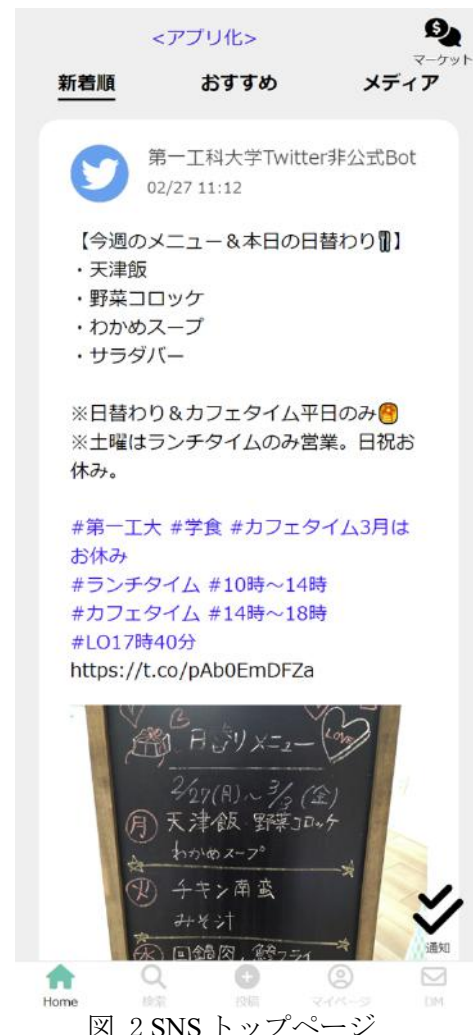 <アプリ化>
マーケット
新着順 おすすめ メディア
第一工科大学Twitter非公式Bot
02/27 11:12
【今週のメニュー＆本日の日替わり🍴】
・天津飯
・野菜コロッケ
・わかめスープ
・サラダバー
※日替わり＆カフェタイム平日のみ
※土曜はランチタイムのみ営業。日祝お
休み。
#第一工大 #学食 #カフェタイム3月は
お休み
#ランチタイム #10時～14時
#カフェタイム #14時～18時
#LO17時40分
https://t.co/pAb0EmDFZa
LOVE
日替りメニュー
2/27(月)～3/3(金)
月 天津飯 野菜コロッケ
わかめスープ
火 チキン南蛮
みそ汁
水 回鍋肉、鯵フライ
通知
Home 検索 投稿 マイページ DM
図 2 SNS トップページ